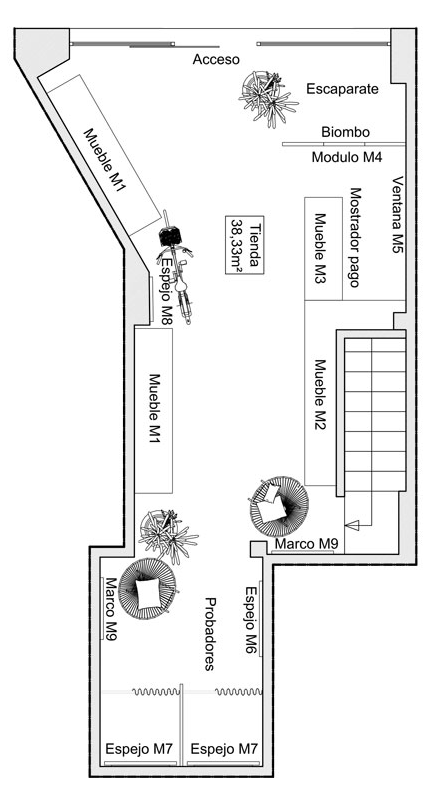 Acceso
Escaparate
Biombo
Modulo M4
Mueble M1
Ventana M5
Mostrador pago
Mueble M3
Tienda
38,33m²
Espejo M8
Mueble M1
Mueble M2
Marco M9
Marco M9
Probadores
Espejo M6
Espejo M7
Espejo M7